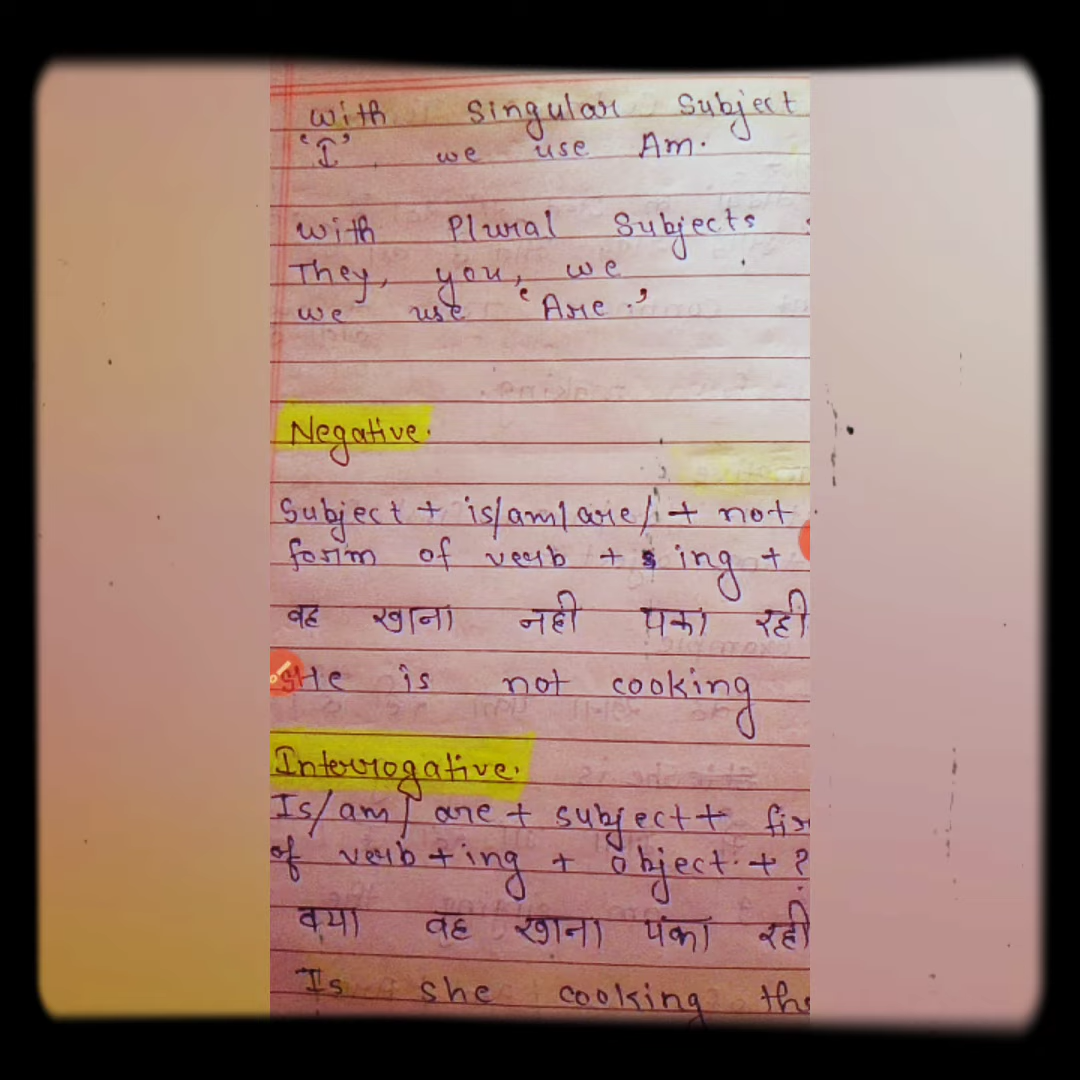 with Singular Subject
'I' we use Am.
with Plural Subjects :
They, you, we
we use 'Are.'
Negative.
Subject + is/am/are/ + not
form of verb + ing +
वह खाना नही पका रही
She is not cooking
Interrogative.
Is/am/are + subject +
of verb + ing + object. + ?
क्या वह खाना पका रही
Is she cooking